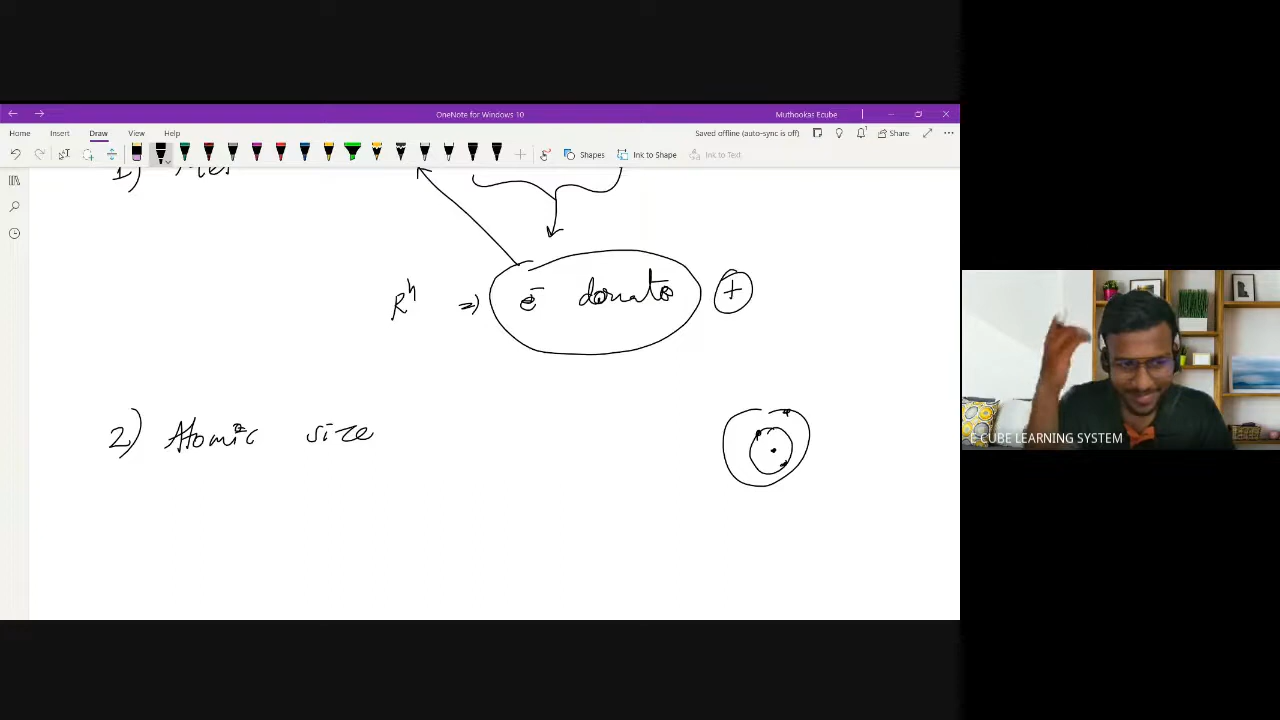 OneNote for Windows 10
Muthookas Ecube
Home Insert Draw View Help
Saved offline (auto-sync is off) Share
Shapes Ink to Shape Ink to Text
1)
=) e donates +
2) Atomic size
E CUBE LEARNING SYSTEM